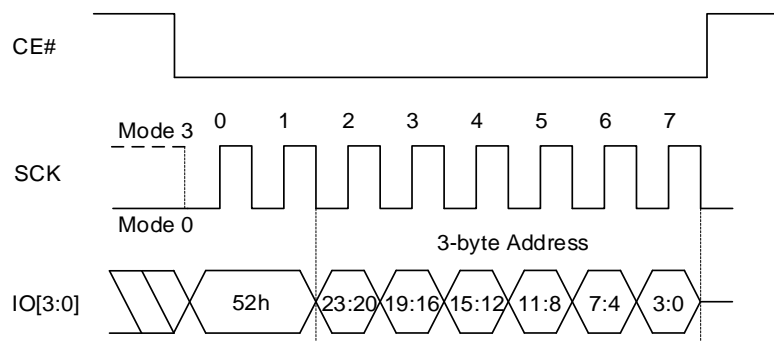 CE#
Mode 3
0 1 2 3 4 5 6 7
SCK
Mode 0
3-byte Address
IO[3:0]
52h 23:20 19:16 15:12 11:8 7:4 3:0